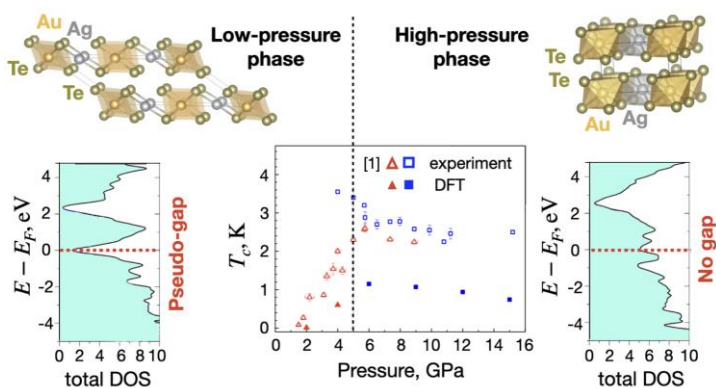 Au Ag
Te
Te
Low-pressure
phase
High-pressure
phase
Te
Te
Au Ag
E − E_F, eV
4
2
0
-2
-4
0 2 4 6 8 10
total DOS
Pseudo-gap
T_c, K
4
3
2
1
0
[1] experiment
DFT
0 2 4 6 8 10 12 14 16
Pressure, GPa
E − E_F, eV
4
2
0
-2
-4
0 2 4 6 8 10
total DOS
No gap